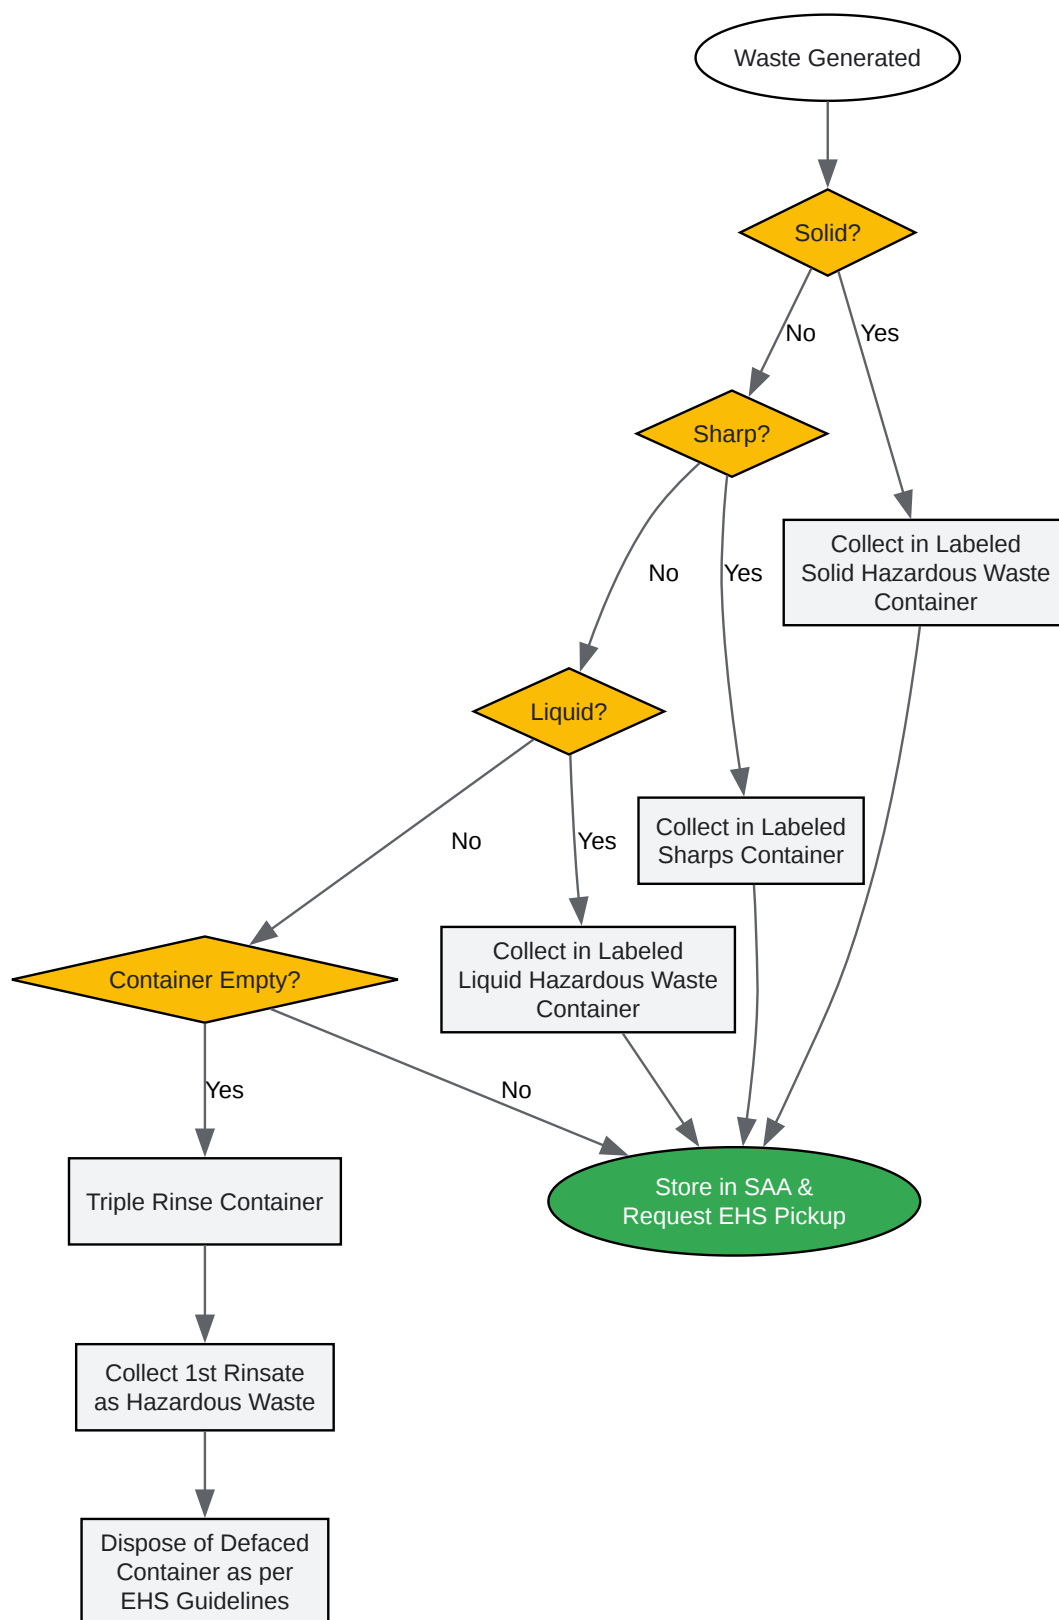 Waste Generated
Solid?
No
Yes
Sharp?
Collect in Labeled
Solid Hazardous Waste
Container
No
Yes
Liquid?
Collect in Labeled
Sharps Container
No
Yes
Collect in Labeled
Liquid Hazardous Waste
Container
Container Empty?
Yes
No
Triple Rinse Container
Store in SAA &
Request EHS Pickup
Collect 1st Rinsate
as Hazardous Waste
Dispose of Defaced
Container as per
EHS Guidelines